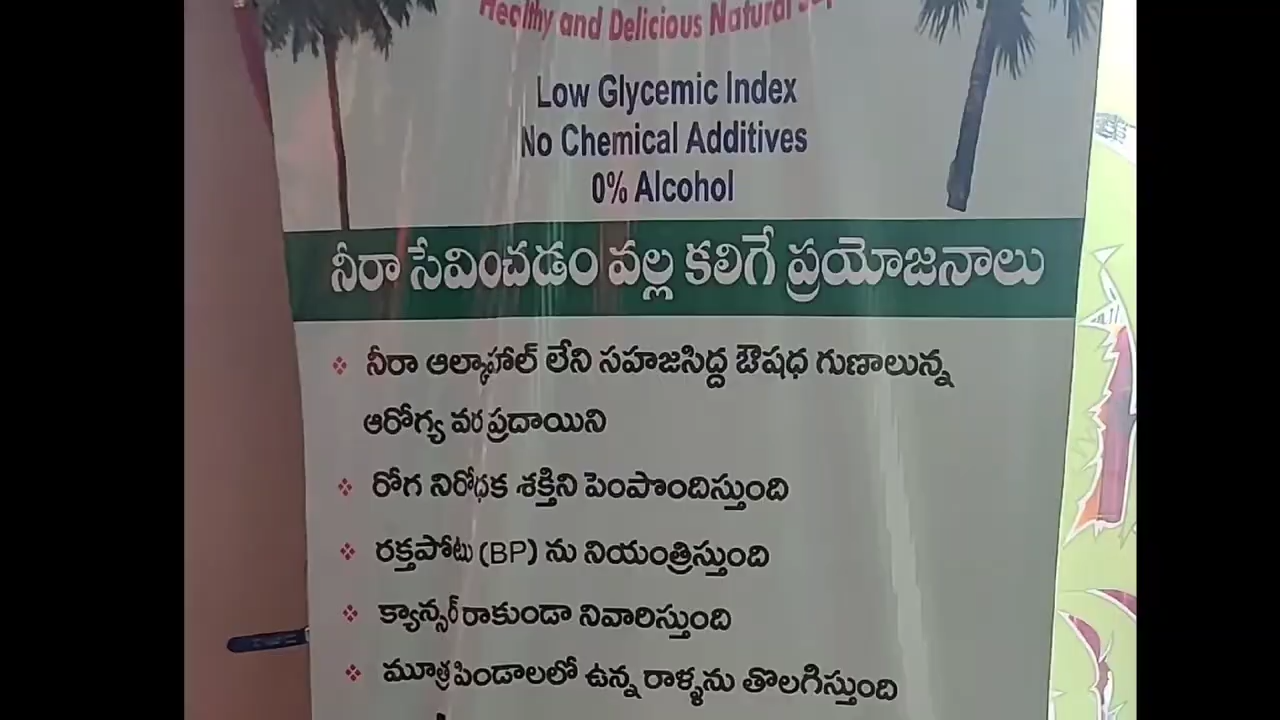 Healthy and Delicious Natural
Low Glycemic Index
No Chemical Additives
0% Alcohol
నీరా సేవించడం వల్ల కలిగే ప్రయోజనాలు
నీరా ఆల్కాహాల్ లేని సహజసిద్ద ఔషధ గుణాలున్న
ఆరోగ్య వర ప్రదాయిని
రోగ నిరోధక శక్తిని పెంపొందిస్తుంది
రక్తపోటు (BP) ను నియంత్రిస్తుంది
క్యాన్సర్ రాకుండా నివారిస్తుంది
మూత్రపిండాలలో ఉన్న రాళ్ళను తొలగిస్తుంది